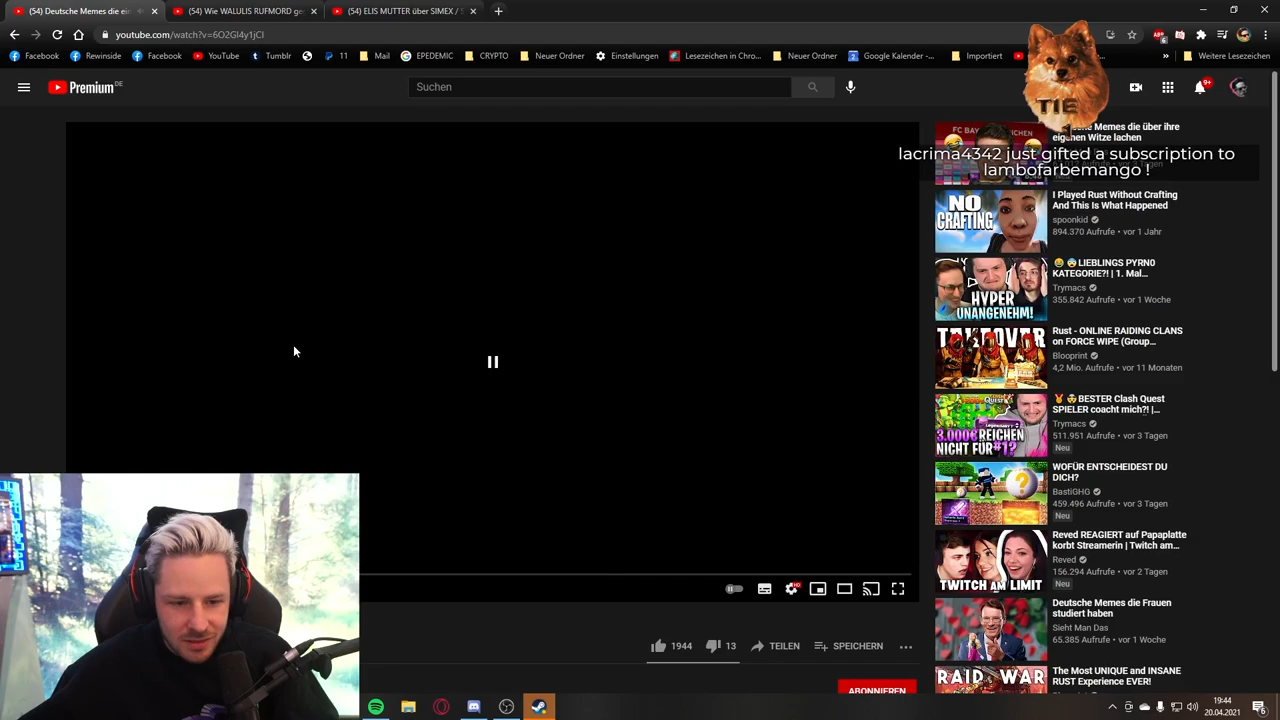 (54) Deutsche Memes die ein
(54) Wie WALULIS RUFMORD ge
(54) ELIS MUTTER über SIMEX / S
youtube.com/watch?v=6O2Gl4y1jCI
Facebook
Rewinside
Facebook
YouTube
Tumblr
11
Mail
EPEDEMIC
CRYPTO
Neuer Ordner
Einstellungen
Lesezeichen in Chro...
Neuer Ordner
Google Kalender -...
Importiert
Weitere Lesezeichen
Premium DE
Suchen
9+
TIE
lacrima4342 just gifted a subscription to
lambofarbemango !
Memes die über ihre
eigenen Witze lachen
NO
CRAFTING
I Played Rust Without Crafting
And This Is What Happened
spoonkid
894.370 Aufrufe • vor 1 Jahr
HYPER
UNANGENEHM!
LIEBLINGS PYRN0
KATEGORIE?! | 1. Mal...
Trymacs
355.842 Aufrufe • vor 1 Woche
TAKEOVER
Rust - ONLINE RAIDING CLANS
on FORCE WIPE (Group...
Blooprint
4,2 Mio. Aufrufe • vor 11 Monaten
3.000€ REICHEN
NICHT FÜR #1?
BESTER Clash Quest
SPIELER coacht mich?! |...
Trymacs
511.951 Aufrufe • vor 3 Tagen
Neu
?
WOFÜR ENTSCHEIDEST DU
DICH?
BastiGHG
459.496 Aufrufe • vor 3 Tagen
Neu
TWITCH AM LIMIT
Reved REAGIERT auf Papaplatte
korbt Streamerin | Twitch am...
Reved
156.294 Aufrufe • vor 2 Tagen
Neu
Deutsche Memes die Frauen
studiert haben
Sieht Man Das
65.385 Aufrufe • vor 1 Woche
RAID WAR
The Most UNIQUE and INSANE
RUST Experience EVER!
1944
13
TEILEN
SPEICHERN
ABONNIEREN
19:44
20.04.2021